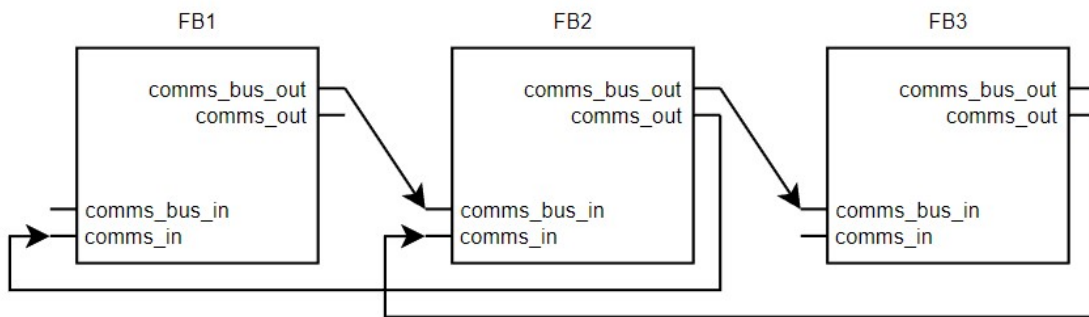 FB1
FB2
FB3
comms_bus_out
comms_out
comms_bus_in
comms_in
comms_bus_out
comms_out
comms_bus_in
comms_in
comms_bus_out
comms_out
comms_bus_in
comms_in